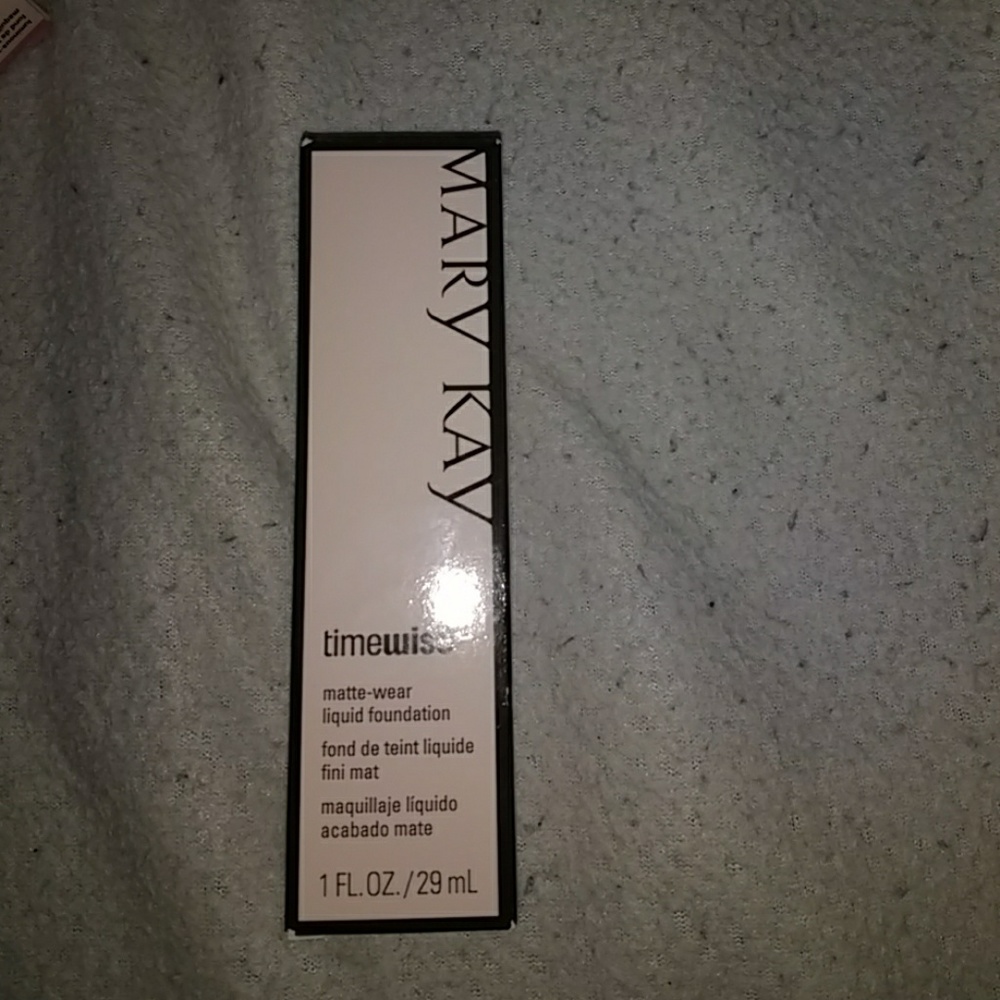 MARY KAY
timewise
matte-wear
liquid foundation
fond de teint liquide
fini mat
maquillaje líquido
acabado mate
1 FL. OZ. / 29 mL